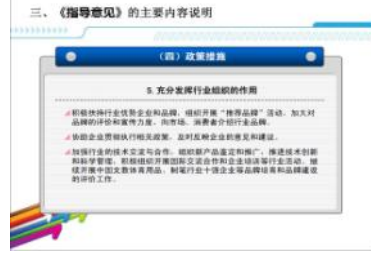 三、《指导意见》的主要内容说明
（四）政策措施
5. 充分发挥行业组织的作用
积极扶持行业优势企业和品牌，组织开展“推荐品牌”活动，加大对
品牌的评价和宣传力度，向市场、消费者介绍行业品牌。
协助企业贯彻执行相关政策，及时反映企业的意见和建议。
加强行业的技术交流与合作，组织新产品鉴定和推广，推进技术创新
和科学管理，积极组织开展国际交流合作和企业培训等行业活动，继
续开展中国文教体育用品、制笔行业十强企业等品牌培育和品牌建设
的评价工作。